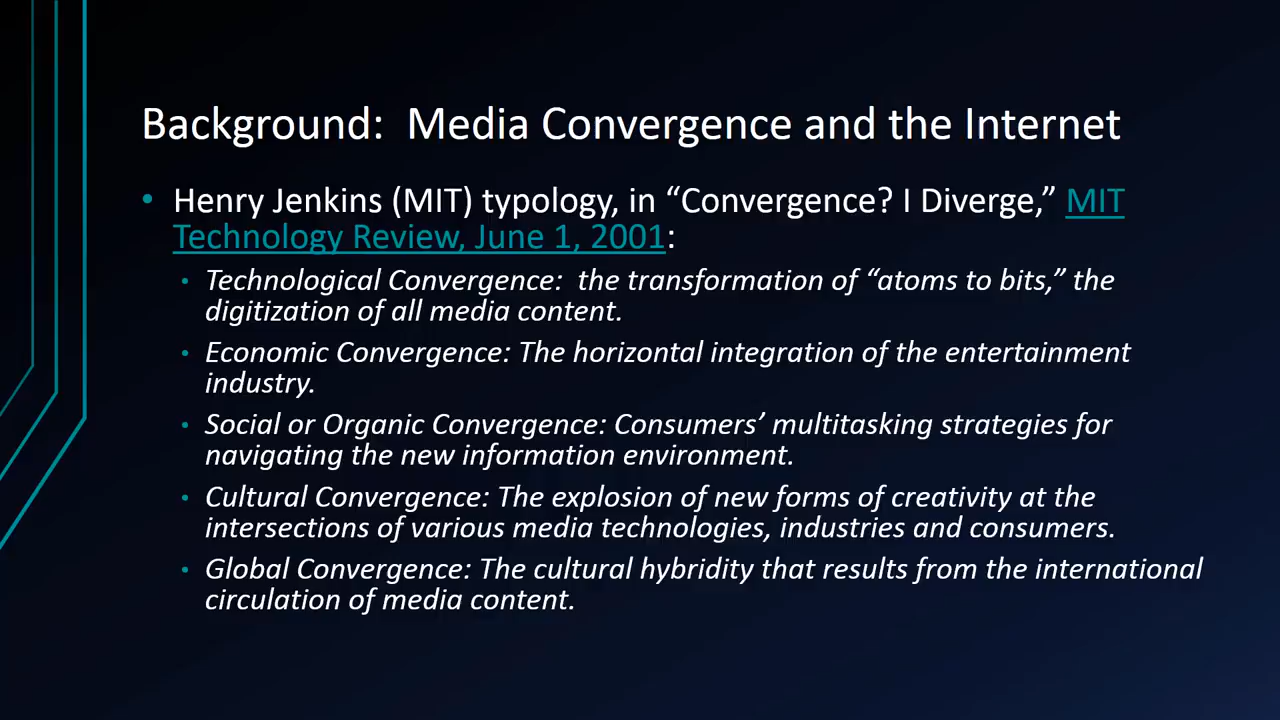 Background:  Media Convergence and the Internet
• Henry Jenkins (MIT) typology, in “Convergence? I Diverge,” MIT
Technology Review, June 1, 2001:
• Technological Convergence:  the transformation of “atoms to bits,” the
digitization of all media content.
• Economic Convergence: The horizontal integration of the entertainment
industry.
• Social or Organic Convergence: Consumers’ multitasking strategies for
navigating the new information environment.
• Cultural Convergence: The explosion of new forms of creativity at the
intersections of various media technologies, industries and consumers.
• Global Convergence: The cultural hybridity that results from the international
circulation of media content.